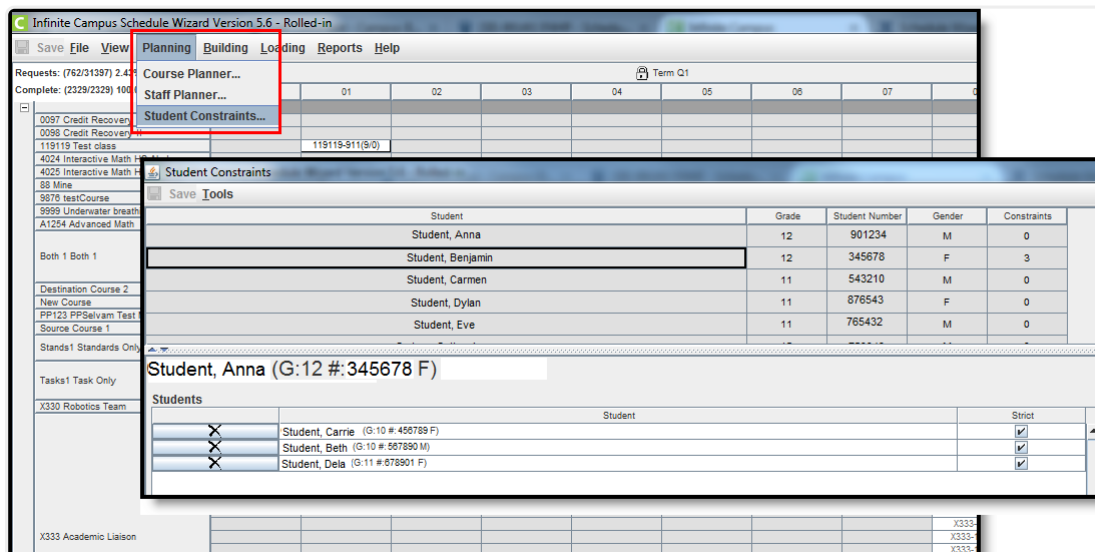 Infinite Campus Schedule Wizard Version 5.6 - Rolled-in
Save File View Planning Building Loading Reports Help
Requests: (762/31397) 2.43%
Complete: (2329/2329) 100.
Course Planner...
Staff Planner...
Student Constraints...
Term Q1
01 02 03 04 05 06 07
0097 Credit Recovery
0098 Credit Recovery
119119 Test class 119119-911(9/0)
4024 Interactive Math
4025 Interactive Math H
88 Mine
9876 testCourse
9999 Underwater breath
A1254 Advanced Math
Both 1 Both 1
Destination Course 2
New Course
PP123 PPSelvam Test
Source Course 1
Stands1 Standards Only
Tasks1 Task Only
X330 Robotics Team
X333 Academic Liaison
Student Constraints
Save Tools
Student Grade Student Number Gender Constraints
Student, Anna 12 901234 M 0
Student, Benjamin 12 345678 F 3
Student, Carmen 11 543210 M 0
Student, Dylan 11 876543 F 0
Student, Eve 11 765432 M 0
Student, Anna (G:12 #:345678 F)
Students
Student Strict
Student, Carrie (G:10 #:456789 F)
Student, Beth (G:10 #:567890 M)
Student, Dela (G:11 #:678901 F)
X333-
X333-1
X333-1